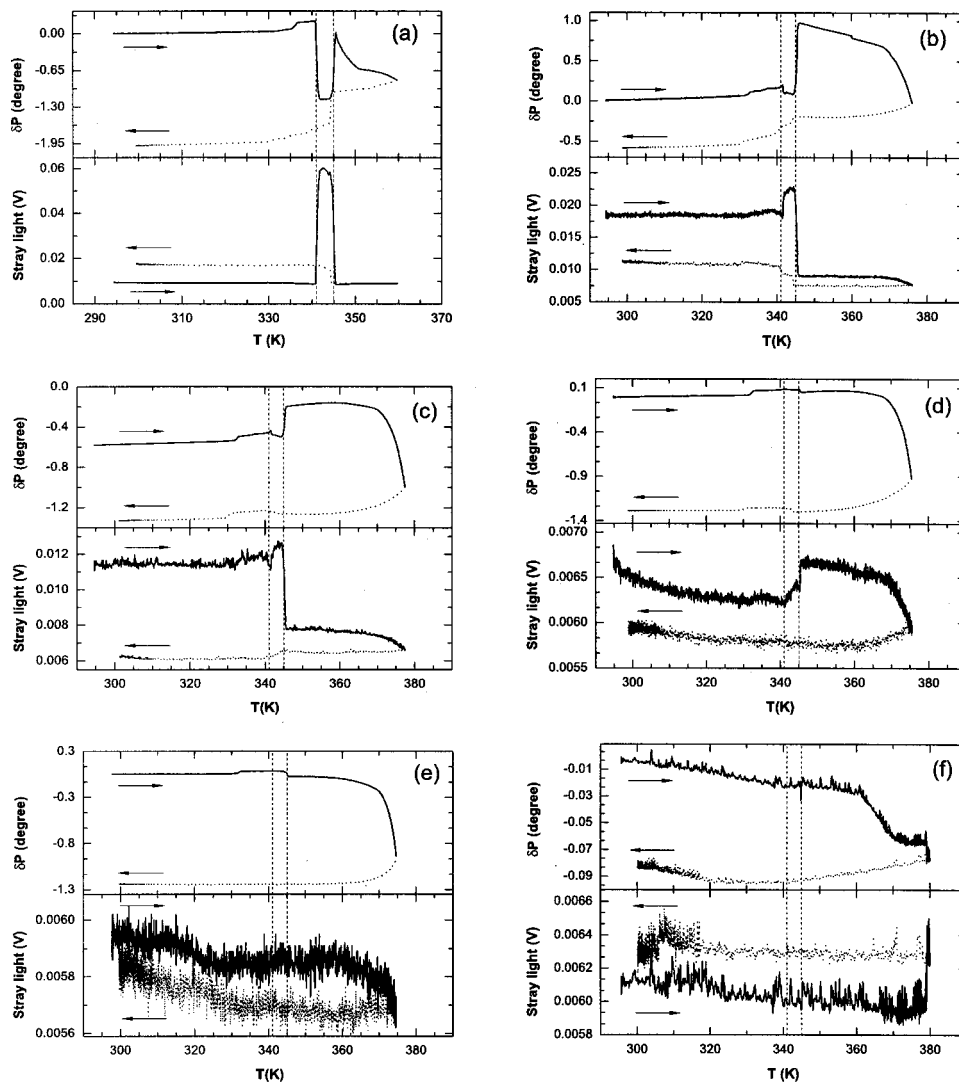 (a)
δP (degree)
0.00
-0.65
-1.30
-1.95
Stray light (V)
0.06
0.04
0.02
0.00
290 310 330 350 370
T (K)
(b)
δP (degree)
1.0
0.5
0.0
-0.5
Stray light (V)
0.025
0.020
0.015
0.010
0.005
300 320 340 360 380
T(K)
(c)
δP (degree)
0.0
-0.4
-0.8
-1.2
Stray light (V)
0.012
0.010
0.008
0.006
300 320 340 360 380
T(K)
(d)
δP (degree)
0.1
-0.4
-0.9
-1.4
Stray light (V)
0.0070
0.0065
0.0060
0.0055
300 320 340 360 380
T(K)
(e)
δP (degree)
0.3
-0.3
-0.8
-1.3
Stray light (V)
0.0060
0.0058
0.0056
300 320 340 360 380
T(K)
(f)
δP (degree)
-0.01
-0.03
-0.05
-0.07
-0.09
Stray light (V)
0.0066
0.0064
0.0062
0.0060
0.0058
300 320 340 360 380
T(K)